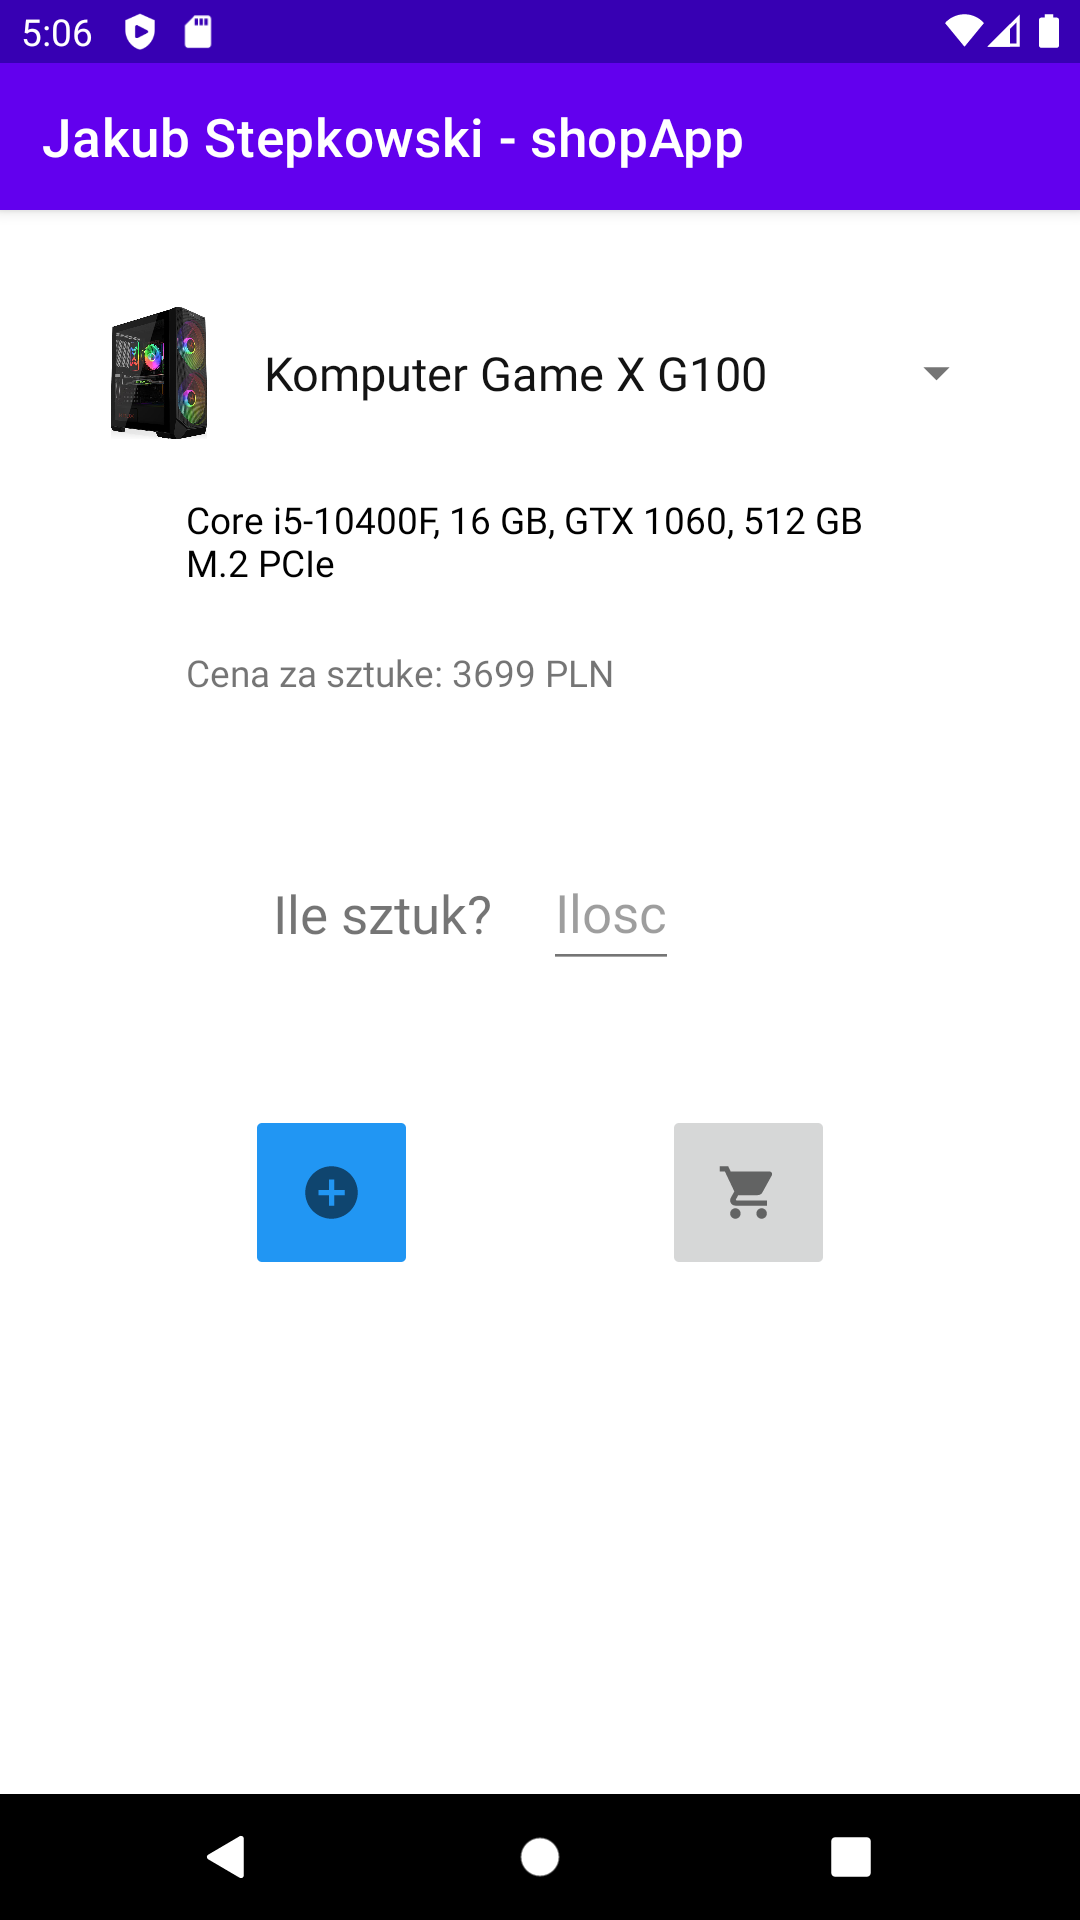 5:06
Jakub Stepkowski - shopApp
Komputer Game X G100
Core i5-10400F, 16 GB, GTX 1060, 512 GB
M.2 PCIe
Cena za sztuke: 3699 PLN
Ile sztuk? Ilosc